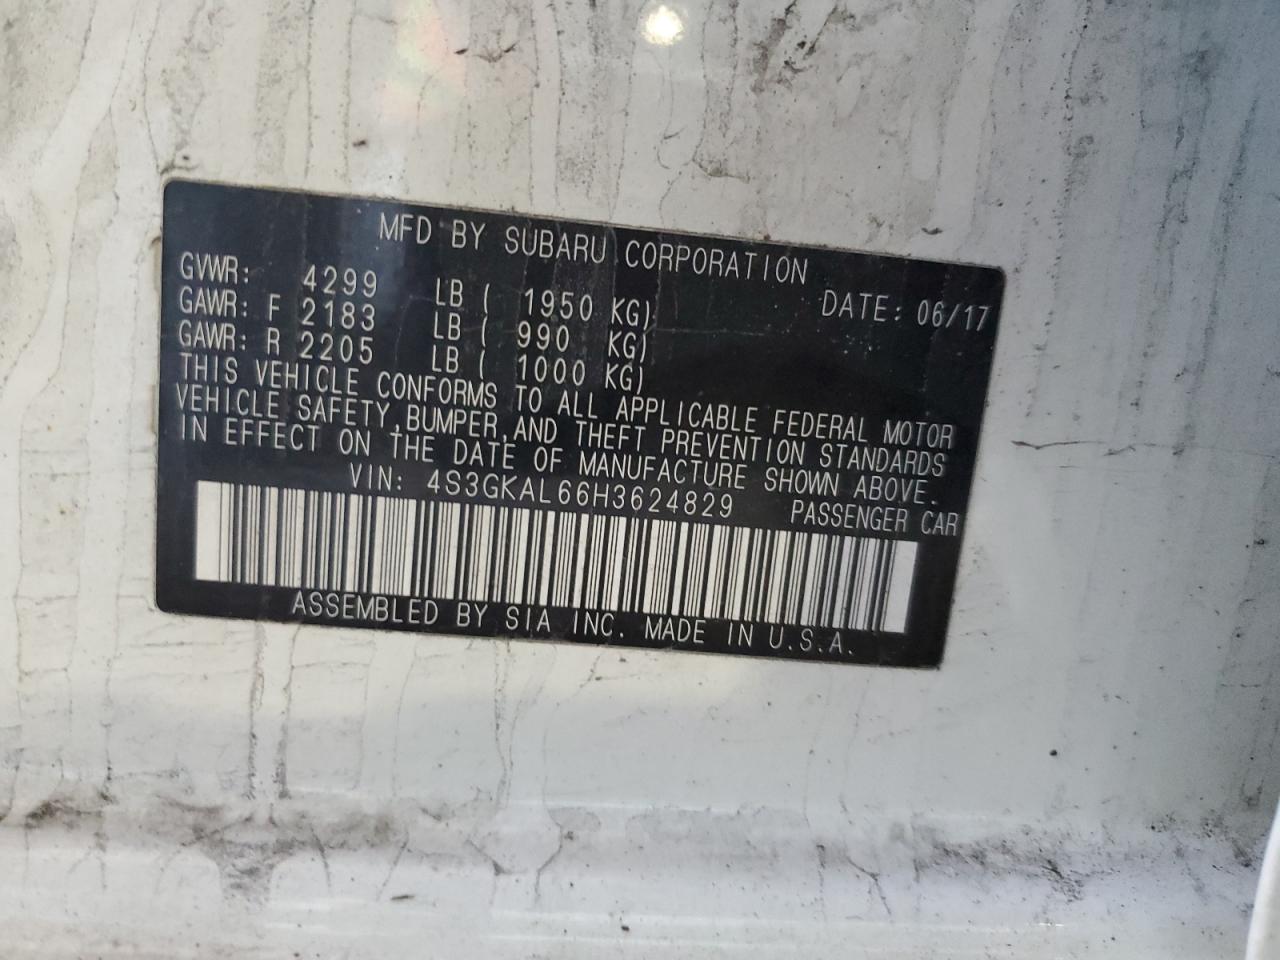 MFD BY SUBARU CORPORATION
GVWR: 4299 LB ( 1950 KG) DATE: 06/17
GAWR: F 2183 LB ( 990 KG)
GAWR: R 2205 LB ( 1000 KG)
THIS VEHICLE CONFORMS TO ALL APPLICABLE FEDERAL MOTOR
VEHICLE SAFETY, BUMPER, AND THEFT PREVENTION STANDARDS
IN EFFECT ON THE DATE OF MANUFACTURE SHOWN ABOVE.
VIN: 4S3GKAL66H3624829 PASSENGER CAR
ASSEMBLED BY SIA INC. MADE IN U.S.A.